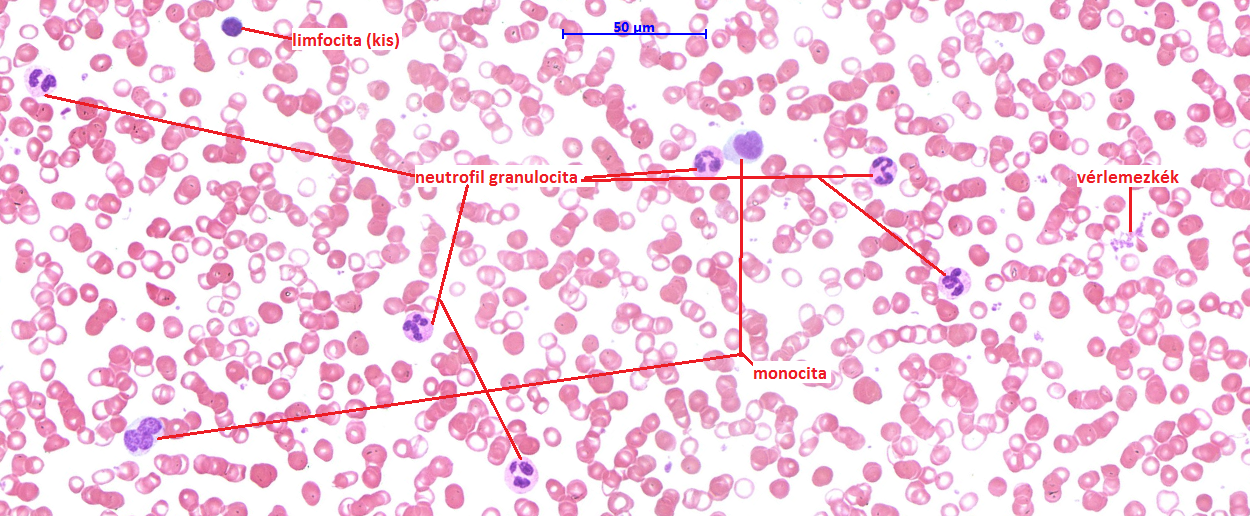 50 µm
limfocita (kis)
neutrofil granulocita
vérlemezkék
monocita